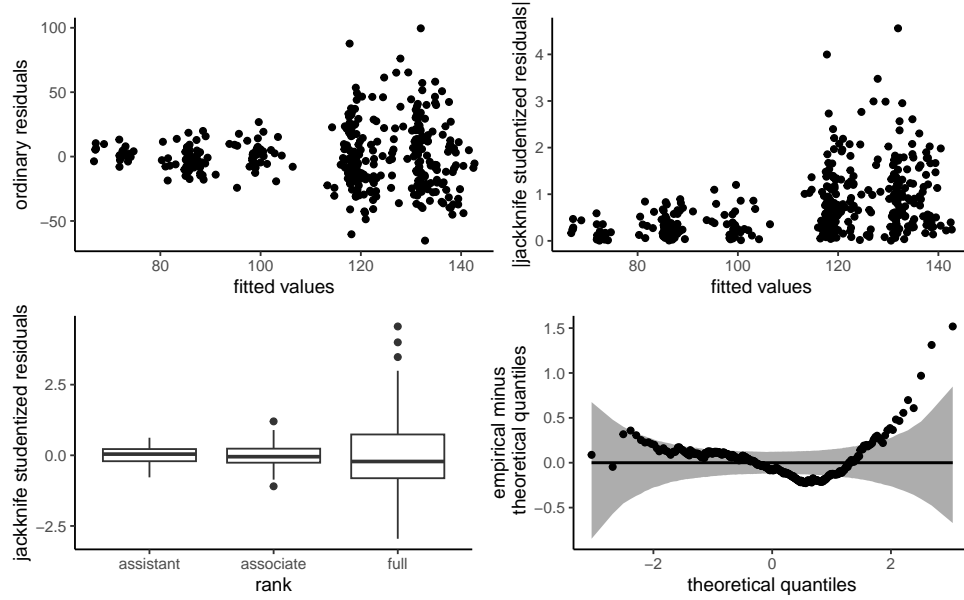 ordinary residuals
100
50
0
−50
80
100
120
140
fitted values
|jackknife studentized residuals|
4
3
2
1
0
80
100
120
140
fitted values
jackknife studentized residuals
2.5
0.0
−2.5
assistant
associate
full
rank
empirical minus
theoretical quantiles
1.5
1.0
0.5
0.0
−0.5
−2
0
2
theoretical quantiles